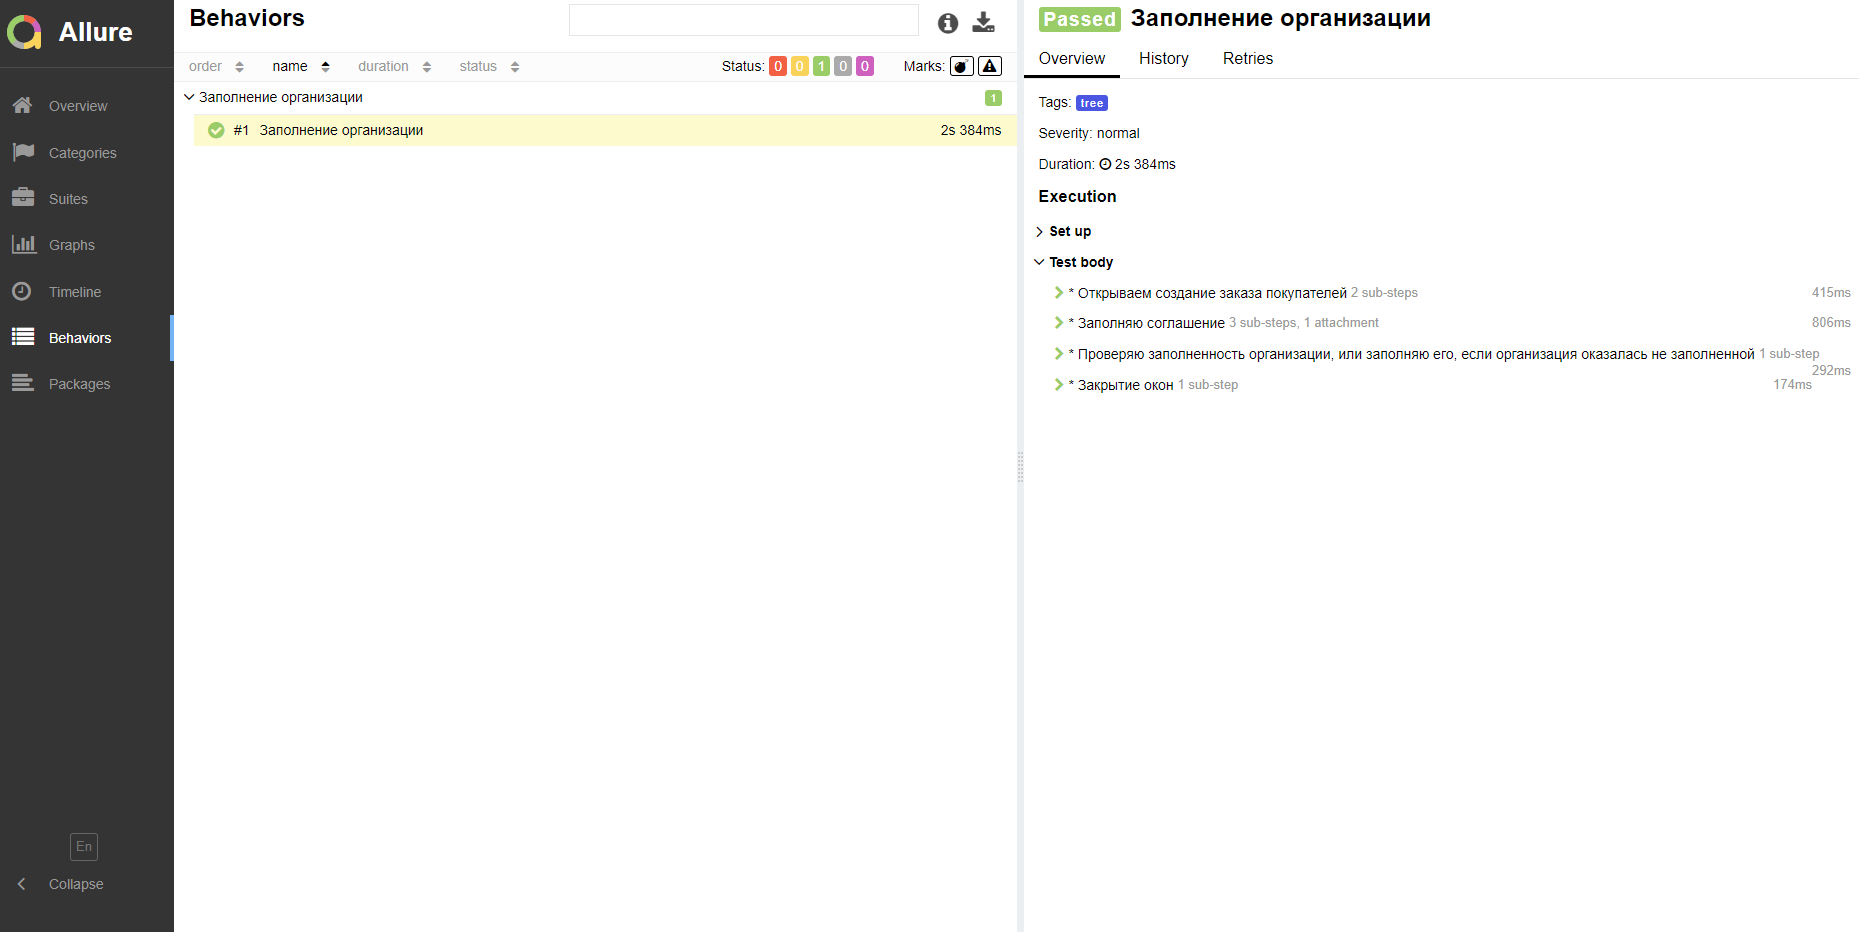 Allure
Overview
Categories
Suites
Graphs
Timeline
Behaviors
Packages
En
Collapse
Behaviors
order name duration status Status: 0 0 1 0 0 Marks:
Заполнение организации 1
#1 Заполнение организации 2s 384ms
Passed Заполнение организации
Overview History Retries
Tags: tree
Severity: normal
Duration: 2s 384ms
Execution
Set up
Test body
* Открываем создание заказа покупателей 2 sub-steps 415ms
* Заполняю соглашение 3 sub-steps, 1 attachment 806ms
* Проверяю заполненность организации, или заполняю его, если организация оказалась не заполненной 1 sub-step
292ms
* Закрытие окон 1 sub-step 174ms